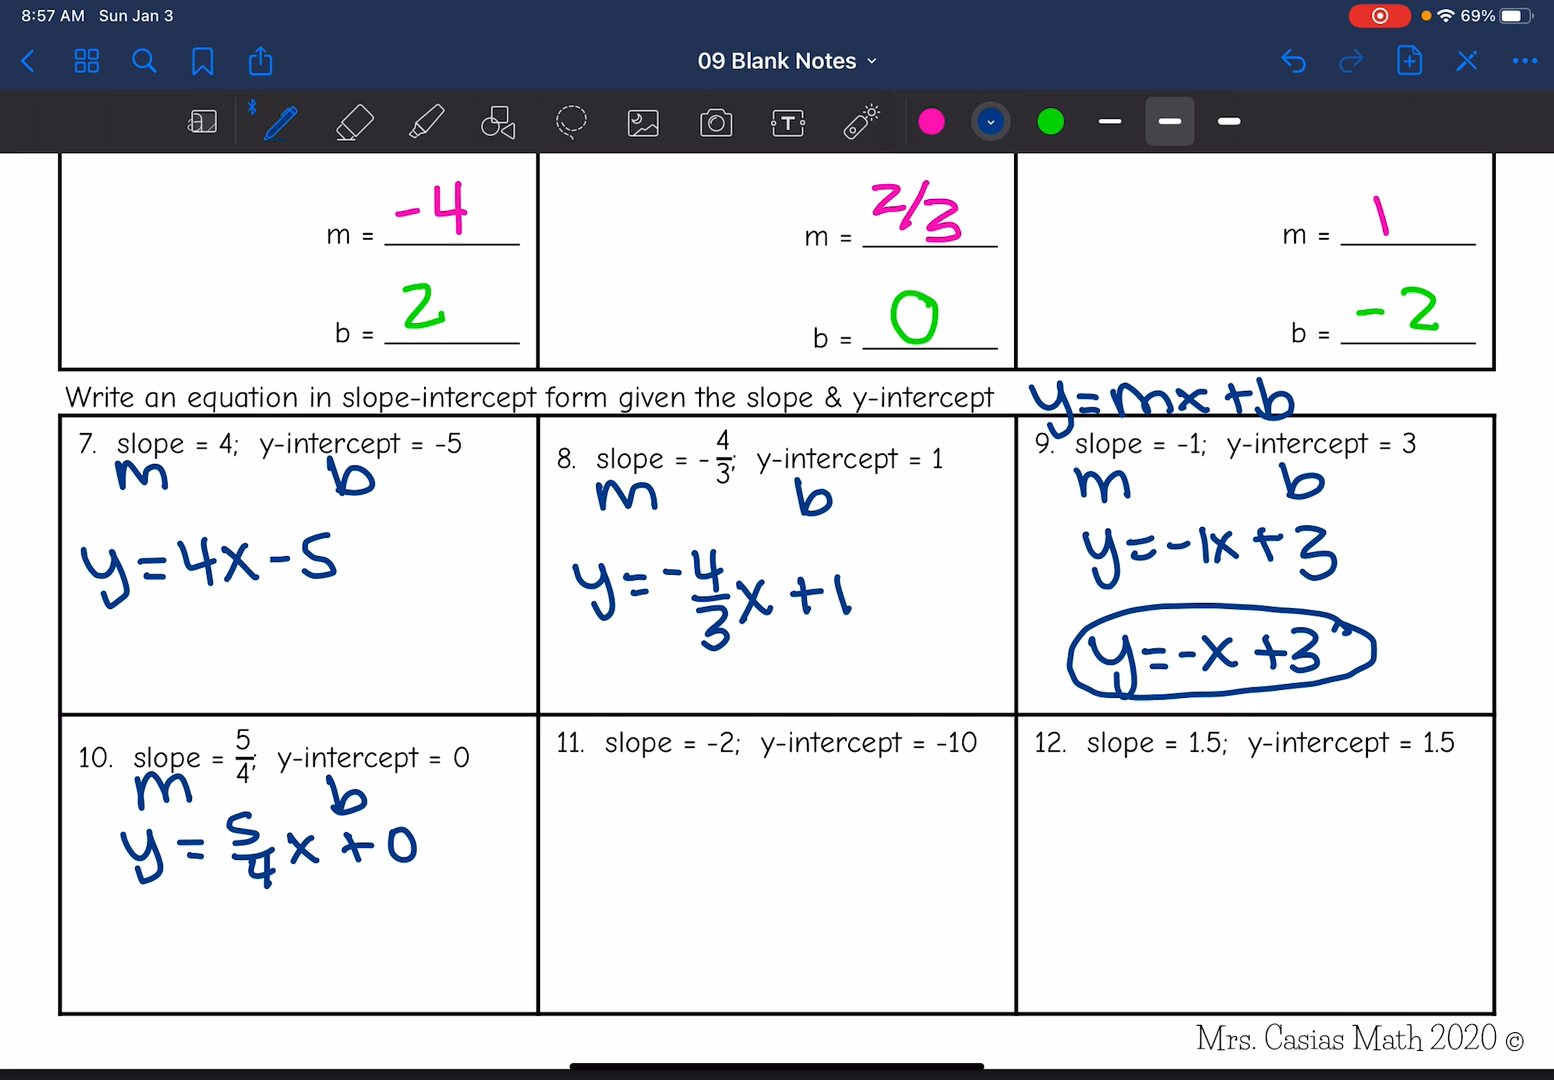 8:57 AM Sun Jan 3
69%
09 Blank Notes
T
m = -4
m = 2/3
m = 1
b = 2
b = 0
b = -2
Write an equation in slope-intercept form given the slope & y-intercept y=mx+b
7. slope = 4; y-intercept = -5
m b
y=4x-5
8. slope = -4/3; y-intercept = 1
m b
y=-4/3x+1
9. slope = -1; y-intercept = 3
m b
y=-1x+3
y=-x+3
10. slope = 5/4; y-intercept = 0
m b
y=5/4x+0
11. slope = -2; y-intercept = -10
12. slope = 1.5; y-intercept = 1.5
Mrs. Casias Math 2020 ©